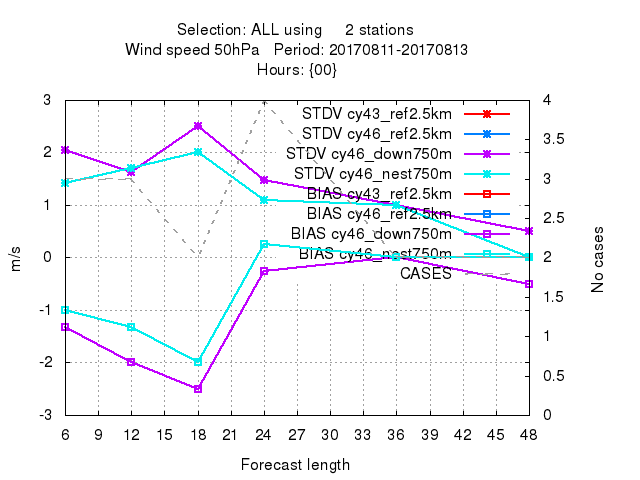 Selection: ALL using 2 stations
Wind speed 50hPa Period: 20170811-20170813
Hours: {00}
STDV cy43_ref2.5km
STDV cy46_ref2.5km
STDV cy46_down750m
STDV cy46_nest750m
BIAS cy43_ref2.5km
BIAS cy46_ref2.5km
BIAS cy46_down750m
BIAS cy46_nest750m
CASES
m/s
3
2
1
0
-1
-2
-3
No cases
4
3.5
3
2.5
2
1.5
1
0.5
0
6 9 12 15 18 21 24 27 30 33 36 39 42 45 48
Forecast length